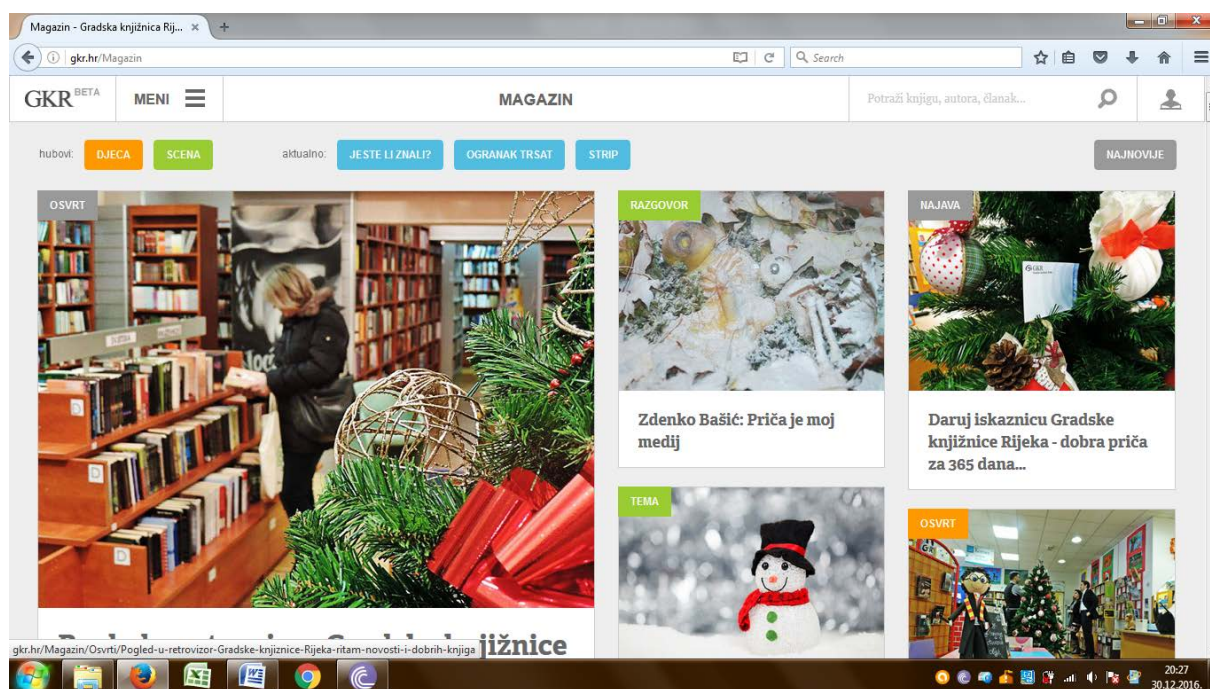 Magazin - Gradska knjižnica Rij...
gkr.hr/Magazin
Search
GKR BETA
MENI
MAGAZIN
Potraži knjigu, autora, članak...
hubovi: DJECA SCENA aktualno: JESTE LI ZNALI? OGRANAK TRSAT STRIP NAJNOVIJE
OSVRT
RAZGOVOR
Zdenko Bašić: Priča je moj
medij
NAJAVA
GKR
Daruj iskaznicu Gradske
knjižnice Rijeka - dobra priča
za 365 dana...
TEMA
OSVRT
D
D
D
jižnice
gkr.hr/Magazin/Osvrti/Pogled-u-retrovizor-Gradske-knjiznice-Rijeka-ritam-novosti-i-dobrih-knjiga
20:27
30.12.2016.